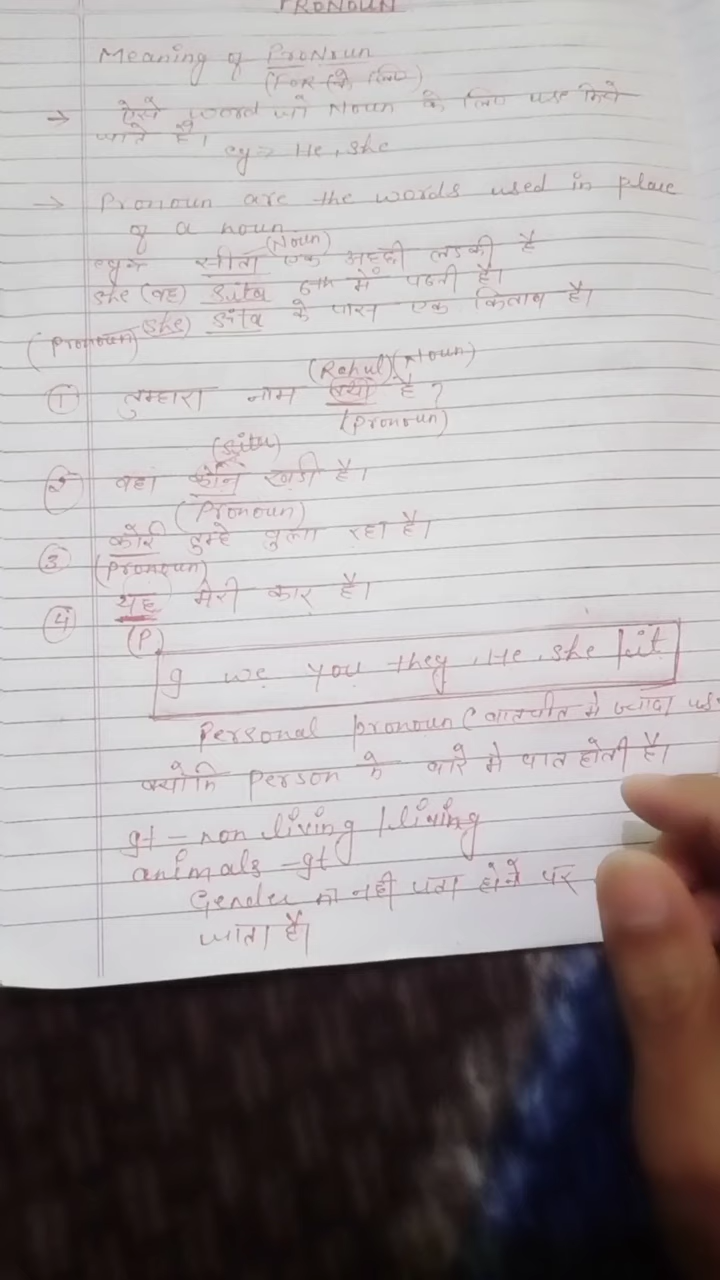 PRONOUN
Meaning of PRONOUN
(FOR (के लिए)
→ ऐसे word जो Noun के लिए use किये
जाते है।
eg = He, she
→ Pronoun are the words used in place
of a noun
(Noun)
eg = सीता एक अच्छी लडकी है
she (वह) sita 6th में पढती है।
(Pronoun) (she) sita के पास एक किताब है।
(Rahul) (Noun)
① तुम्हारा नाम क्या है?
(Pronoun)
(situ)
② वहां कौन खडी है।
(Pronoun)
③ कोई तुम्हे बुला रहा है।
(Pronoun)
④ यह मेरी कार है।
(P)
I we you they, He, she it
Personal pronoun (बातचीत मे ज्यादा use
क्योकि person के बारे मे बात होती है।
It - non living / living
animals - It
Gender का नही पता होने पर
जाता है।